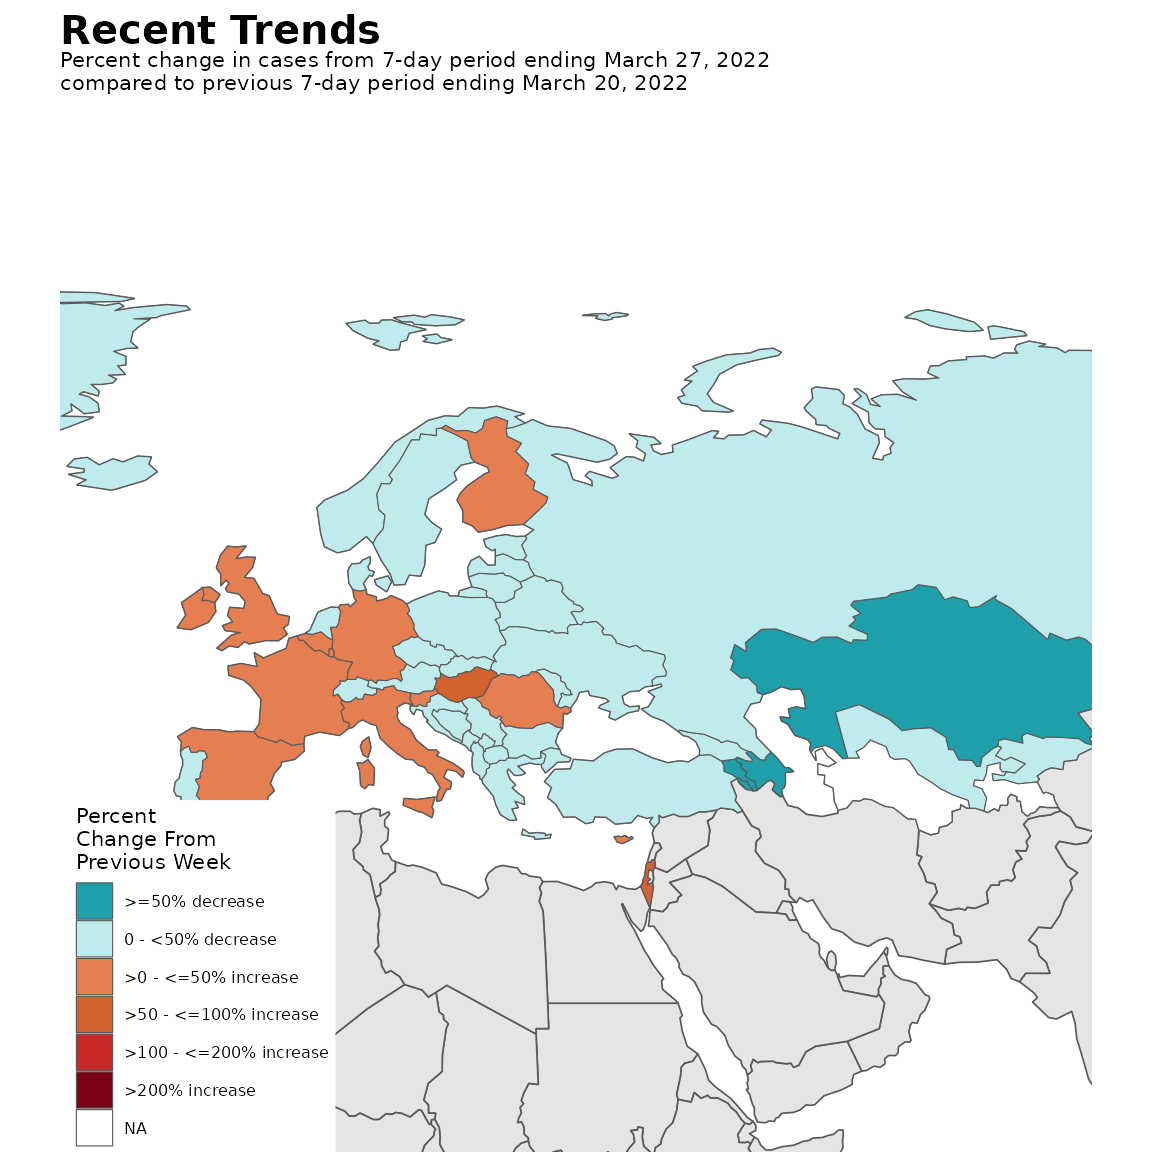 Recent Trends
Percent change in cases from 7-day period ending March 27, 2022
compared to previous 7-day period ending March 20, 2022
Percent
Change From
Previous Week
>=50% decrease
0 - <50% decrease
>0 - <=50% increase
>50 - <=100% increase
>100 - <=200% increase
>200% increase
NA